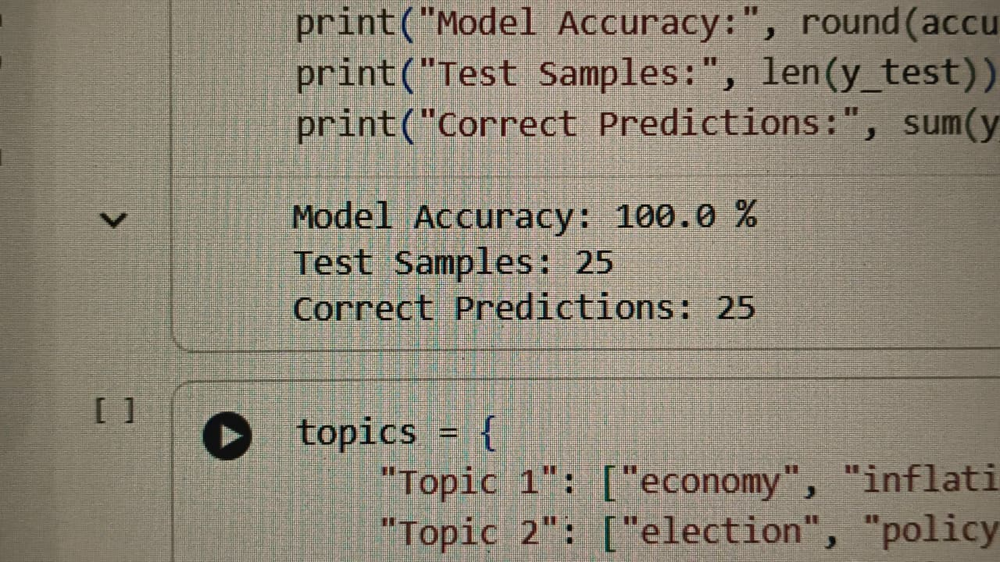 print("Model Accuracy:", round(accu
print("Test Samples:", len(y_test))
print("Correct Predictions:", sum(y_
Model Accuracy: 100.0 %
Test Samples: 25
Correct Predictions: 25
[ ]
topics = {
"Topic 1": ["economy", "inflati
"Topic 2": ["election", "policy